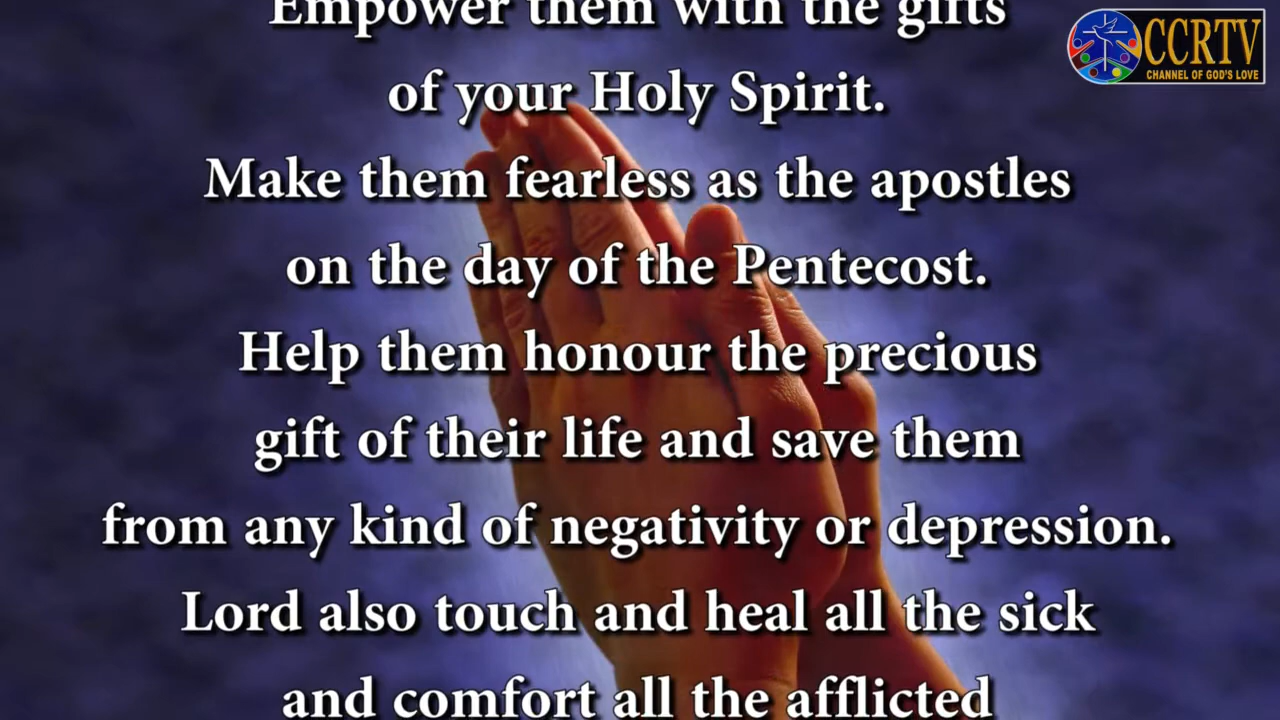 Empower them with the gifts
CCRTV
CHANNEL OF GOD'S LOVE
of your Holy Spirit.
Make them fearless as the apostles
on the day of the Pentecost.
Help them honour the precious
gift of their life and save them
from any kind of negativity or depression.
Lord also touch and heal all the sick
and comfort all the afflicted